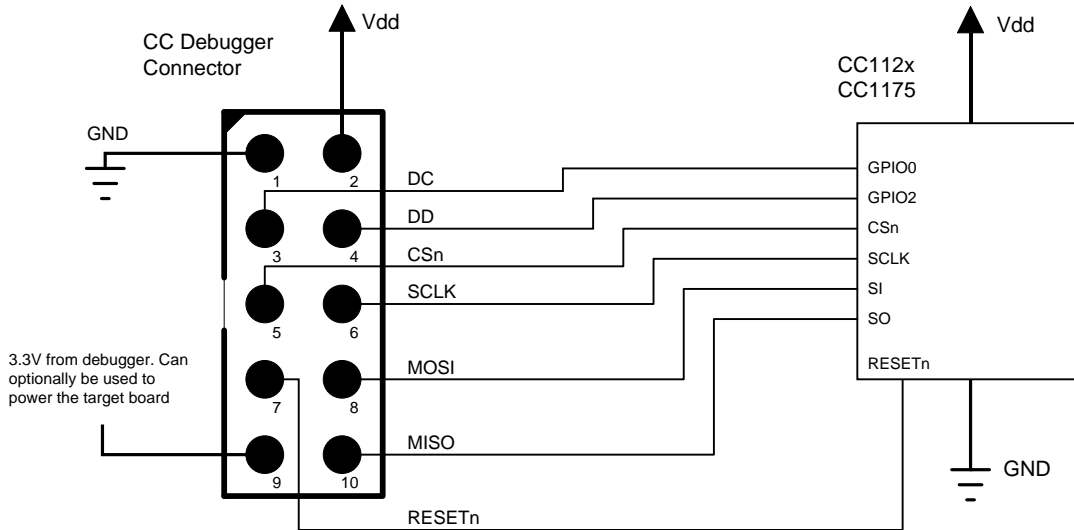 CC Debugger
Connector
Vdd
GND
1
2
3
4
5
6
7
8
9
10
DC
DD
CSn
SCLK
MOSI
MISO
RESETn
3.3V from debugger. Can
optionally be used to
power the target board
CC112x
CC1175
Vdd
GPIO0
GPIO2
CSn
SCLK
SI
SO
RESETn
GND